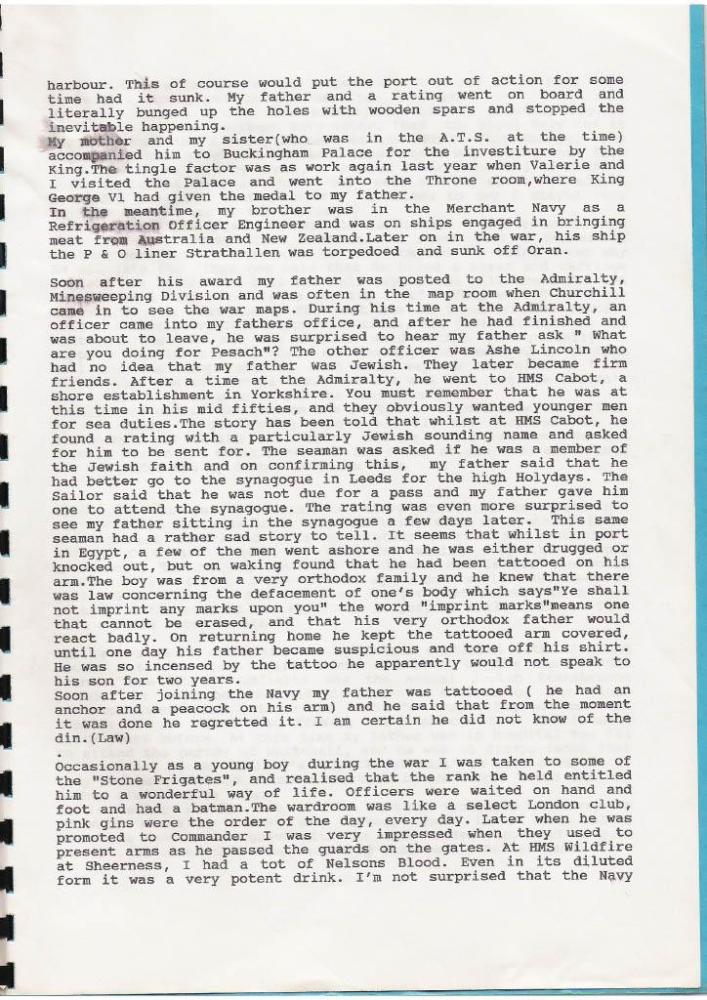 harbour. This of course would put the port out of action for some
time had it sunk. My father and a rating went on board and
literally bunged up the holes with wooden spars and stopped the
inevitable happening.
My mother and my sister(who was in the A.T.S. at the time)
accompanied him to Buckingham Palace for the investiture by the
King.The tingle factor was as work again last year when Valerie and
I visited the Palace and went into the Throne room,where King
George Vl had given the medal to my father.
In the meantime, my brother was in the Merchant Navy as a
Refrigeration Officer Engineer and was on ships engaged in bringing
meat from Australia and New Zealand.Later on in the war, his ship
the P & O liner Strathallen was torpedoed and sunk off Oran.
Soon after his award my father was posted to the Admiralty,
Minesweeping Division and was often in the map room when Churchill
came in to see the war maps. During his time at the Admiralty, an
officer came into my fathers office, and after he had finished and
was about to leave, he was surprised to hear my father ask " What
are you doing for Pesach"? The other officer was Ashe Lincoln who
had no idea that my father was Jewish. They later became firm
friends. After a time at the Admiralty, he went to HMS Cabot, a
shore establishment in Yorkshire. You must remember that he was at
this time in his mid fifties, and they obviously wanted younger men
for sea duties.The story has been told that whilst at HMS Cabot, he
found a rating with a particularly Jewish sounding name and asked
for him to be sent for. The seaman was asked if he was a member of
the Jewish faith and on confirming this, my father said that he
had better go to the synagogue in Leeds for the high Holydays. The
Sailor said that he was not due for a pass and my father gave him
one to attend the synagogue. The rating was even more surprised to
see my father sitting in the synagogue a few days later. This same
seaman had a rather sad story to tell. It seems that whilst in port
in Egypt, a few of the men went ashore and he was either drugged or
knocked out, but on waking found that he had been tattooed on his
arm.The boy was from a very orthodox family and he knew that there
was law concerning the defacement of one's body which says"Ye shall
not imprint any marks upon you" the word "imprint marks"means one
that cannot be erased, and that his very orthodox father would
react badly. On returning home he kept the tattooed arm covered,
until one day his father became suspicious and tore off his shirt.
He was so incensed by the tattoo he apparently would not speak to
his son for two years.
Soon after joining the Navy my father was tattooed ( he had an
anchor and a peacock on his arm) and he said that from the moment
it was done he regretted it. I am certain he did not know of the
din.(Law)
.
Occasionally as a young boy during the war I was taken to some of
the "Stone Frigates", and realised that the rank he held entitled
him to a wonderful way of life. Officers were waited on hand and
foot and had a batman.The wardroom was like a select London club,
pink gins were the order of the day, every day. Later when he was
promoted to Commander I was very impressed when they used to
present arms as he passed the guards on the gates. At HMS Wildfire
at Sheerness, I had a tot of Nelsons Blood. Even in its diluted
form it was a very potent drink. I'm not surprised that the Navy